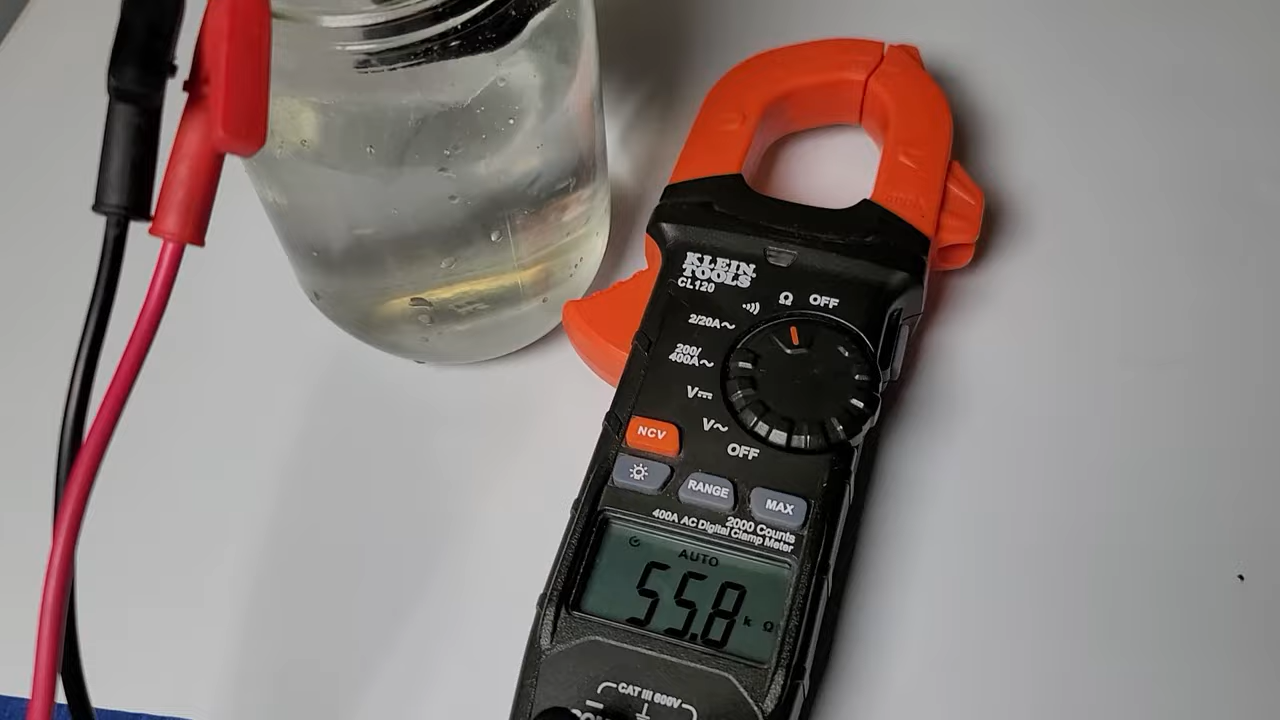 KLEIN
TOOLS
CL120
Ω OFF
2/20A~
200/
400A~
V⎓
V~
OFF
NCV
RANGE
MAX
2000 Counts
400A AC Digital Clamp Meter
AUTO
55.8 k Ω
CAT III 600V